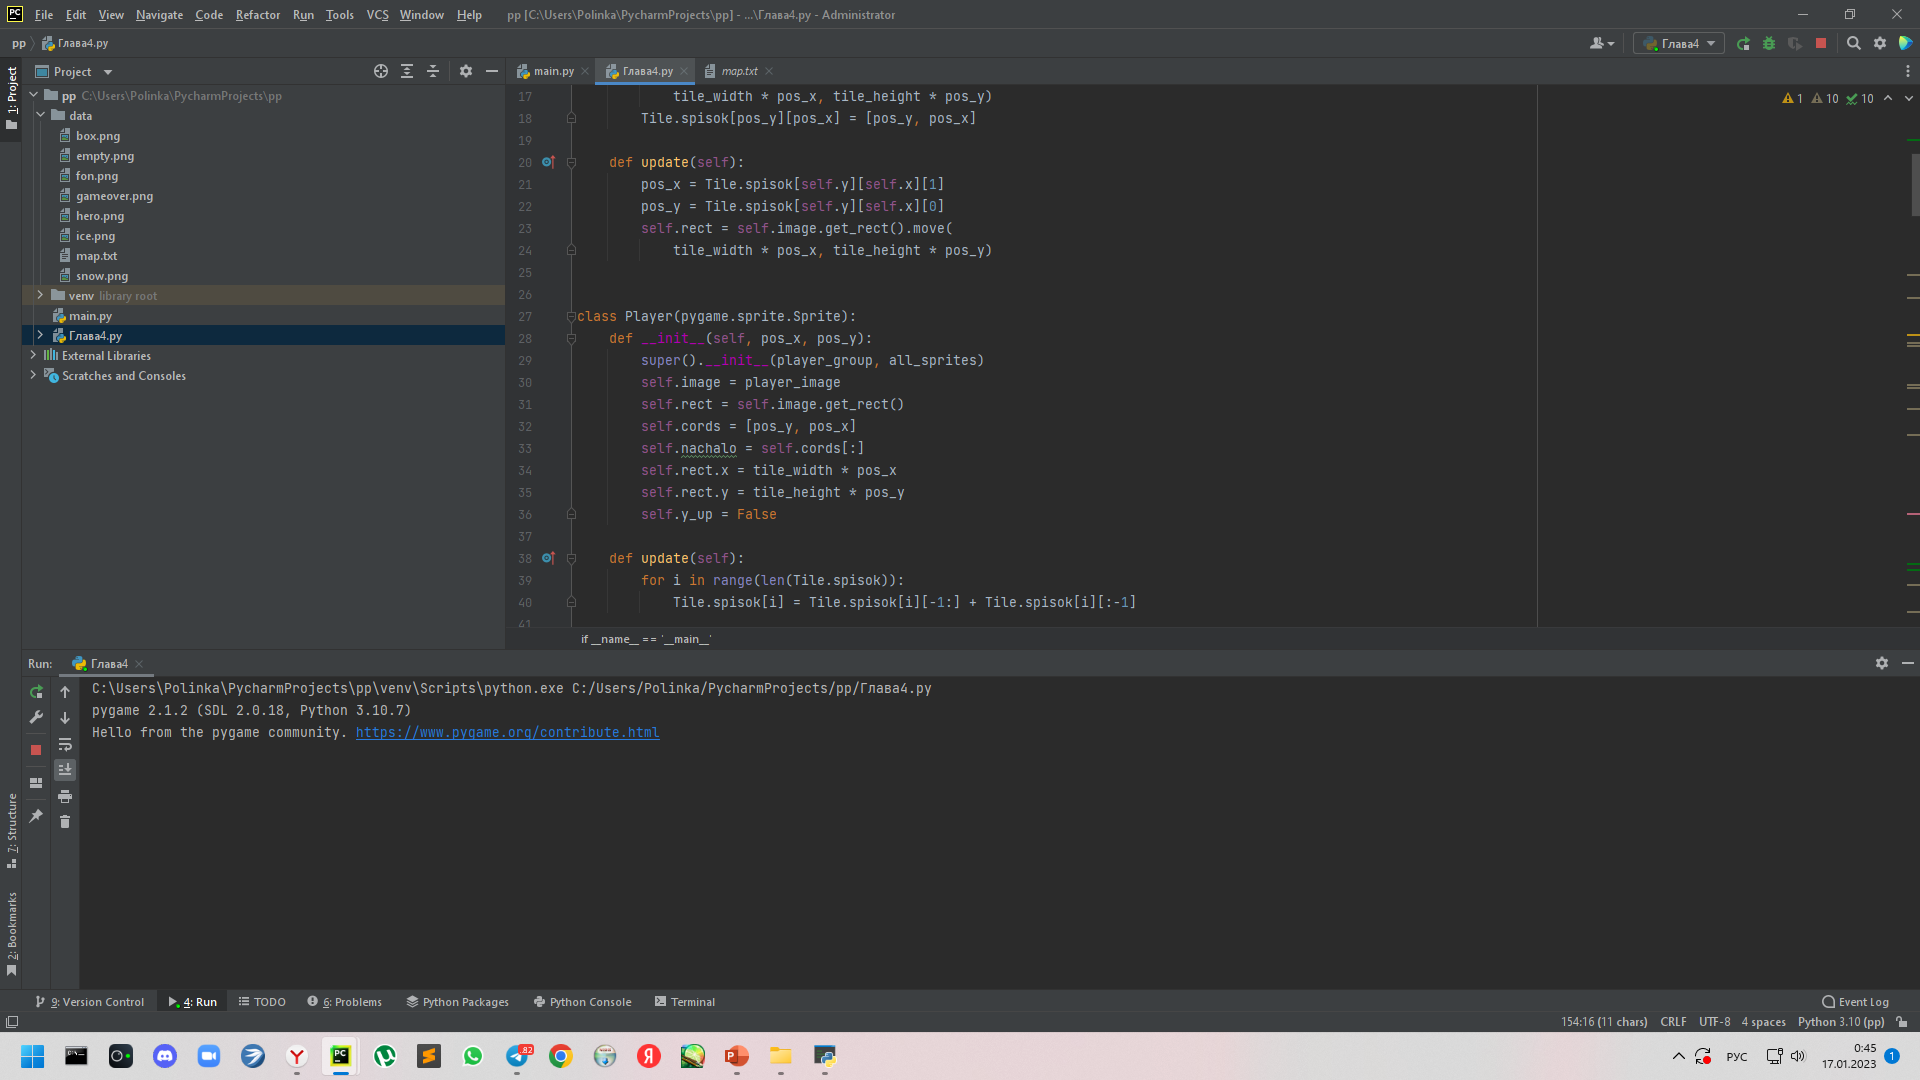 PC File Edit View Navigate Code Refactor Run Tools VCS Window Help pp [C:\Users\Polinka\PycharmProjects\pp] - ...\Глава4.py - Administrator
pp Глава4.py Глава4
Project main.py Глава4.py map.txt
1: Project
pp C:\Users\Polinka\PycharmProjects\pp
data
box.png
empty.png
fon.png
gameover.png
hero.png
ice.png
map.txt
snow.png
venv library root
main.py
Глава4.py
External Libraries
Scratches and Consoles
1 10 10
17 tile_width * pos_x, tile_height * pos_y)
18 Tile.spisok[pos_y][pos_x] = [pos_y, pos_x]
19
20 def update(self):
21 pos_x = Tile.spisok[self.y][self.x][1]
22 pos_y = Tile.spisok[self.y][self.x][0]
23 self.rect = self.image.get_rect().move(
24 tile_width * pos_x, tile_height * pos_y)
25
26
27 class Player(pygame.sprite.Sprite):
28 def __init__(self, pos_x, pos_y):
29 super().__init__(player_group, all_sprites)
30 self.image = player_image
31 self.rect = self.image.get_rect()
32 self.cords = [pos_y, pos_x]
33 self.nachalo = self.cords[:]
34 self.rect.x = tile_width * pos_x
35 self.rect.y = tile_height * pos_y
36 self.y_up = False
37
38 def update(self):
39 for i in range(len(Tile.spisok)):
40 Tile.spisok[i] = Tile.spisok[i][-1:] + Tile.spisok[i][:-1]
41
if __name__ == '__main__'
Run: Глава4
C:\Users\Polinka\PycharmProjects\pp\venv\Scripts\python.exe C:/Users/Polinka/PycharmProjects/pp/Глава4.py
pygame 2.1.2 (SDL 2.0.18, Python 3.10.7)
Hello from the pygame community. https://www.pygame.org/contribute.html
7: Structure
2: Bookmarks
9: Version Control 4: Run TODO 6: Problems Python Packages Python Console Terminal Event Log
154:16 (11 chars) CRLF UTF-8 4 spaces Python 3.10 (pp)
PC 82 Я P РУС 0:45 1
17.01.2023